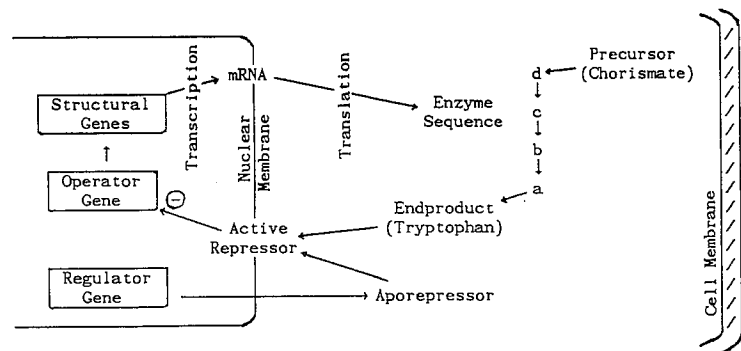 Precursor
(Chorismate)
Transcription
mRNA
Translation
d
c
b
a
Structural
Genes
Enzyme
Sequence
Nuclear
Membrane
Operator
Gene
−
Endproduct
(Tryptophan)
Active
Repressor
Regulator
Gene
Aporepressor
Cell Membrane